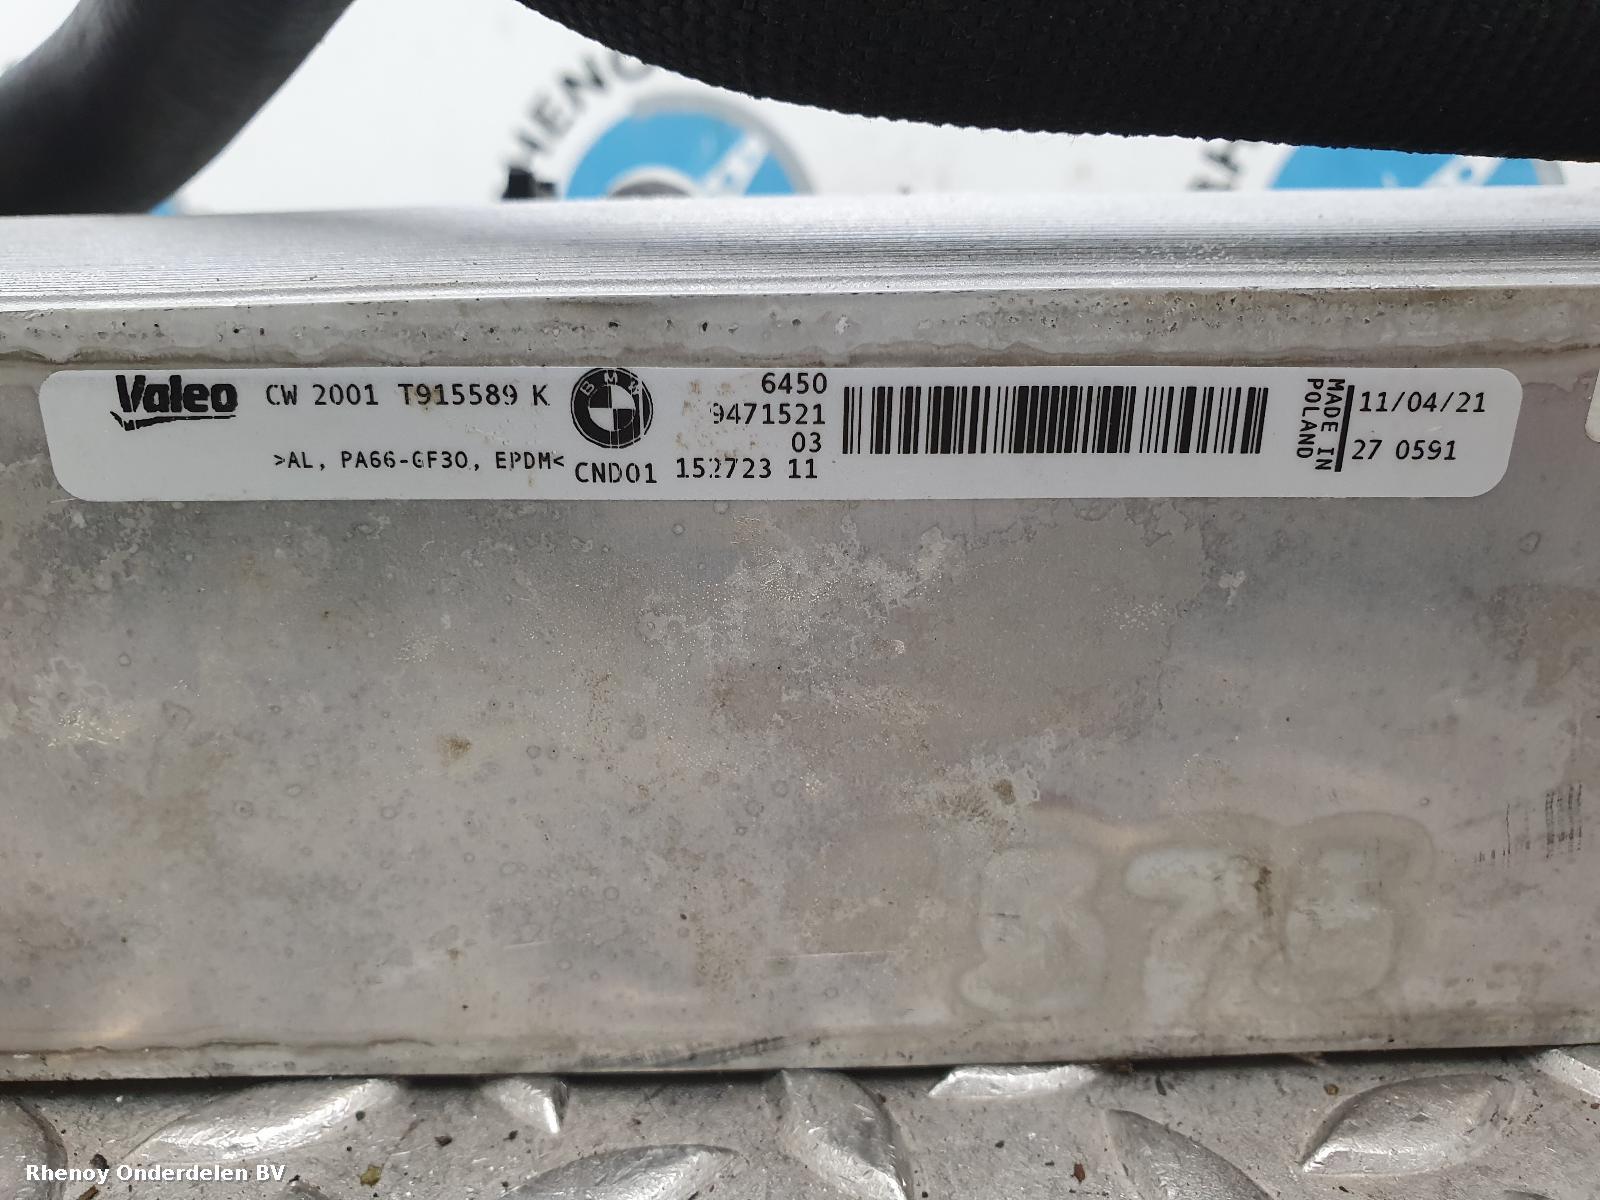 Valeo CW 2001 T915589 K
>AL, PA66-GF30, EPDM<
BMW
6450
9471521
03
CND01 152723 11
MADE IN
POLAND
11/04/21
27 0591
Rhenoy Onderdelen BV